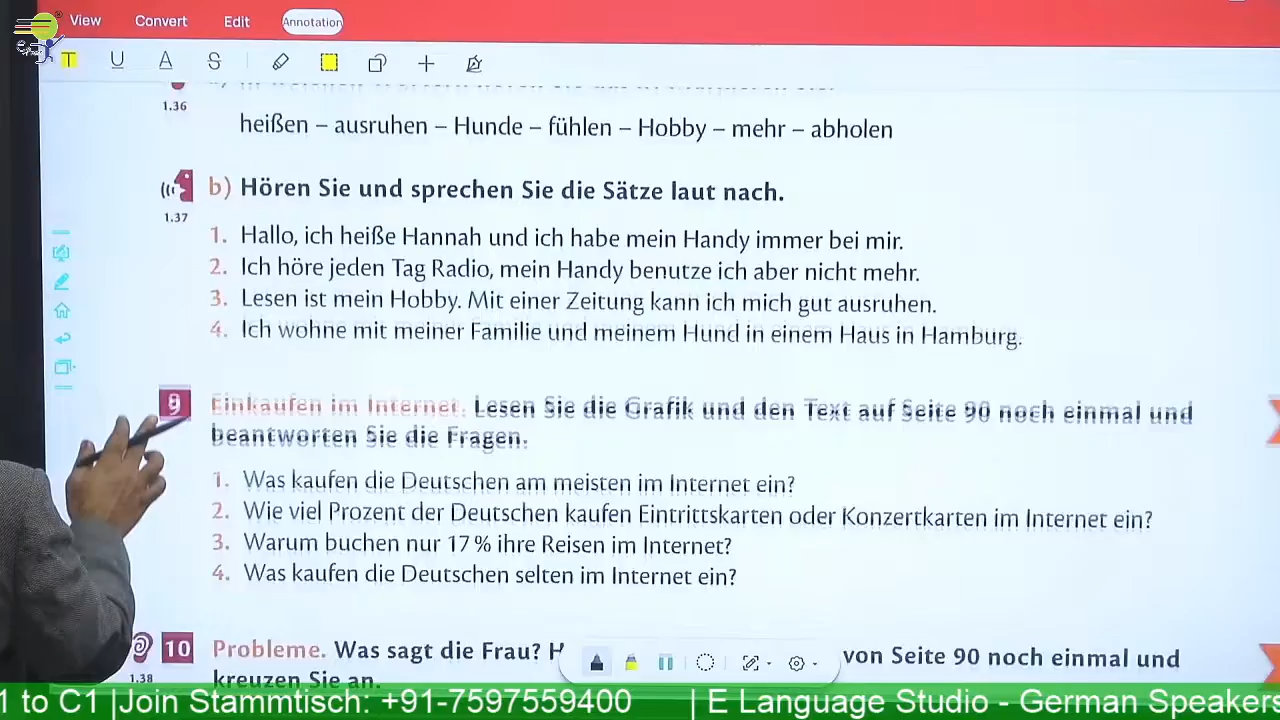 View Convert Edit Annotation
T U A S
1.36
heißen – ausruhen – Hunde – fühlen – Hobby – mehr – abholen
b) Hören Sie und sprechen Sie die Sätze laut nach.
1.37
1. Hallo, ich heiße Hannah und ich habe mein Handy immer bei mir.
2. Ich höre jeden Tag Radio, mein Handy benutze ich aber nicht mehr.
3. Lesen ist mein Hobby. Mit einer Zeitung kann ich mich gut ausruhen.
4. Ich wohne mit meiner Familie und meinem Hund in einem Haus in Hamburg.
9 Einkaufen im Internet. Lesen Sie die Grafik und den Text auf Seite 90 noch einmal und
beantworten Sie die Fragen.
1. Was kaufen die Deutschen am meisten im Internet ein?
2. Wie viel Prozent der Deutschen kaufen Eintrittskarten oder Konzertkarten im Internet ein?
3. Warum buchen nur 17 % ihre Reisen im Internet?
4. Was kaufen die Deutschen selten im Internet ein?
10 Probleme. Was sagt die Frau? H von Seite 90 noch einmal und
1.38 kreuzen Sie an.
1 to C1 |Join Stammtisch: +91-7597559400 | E Language Studio - German Speakers